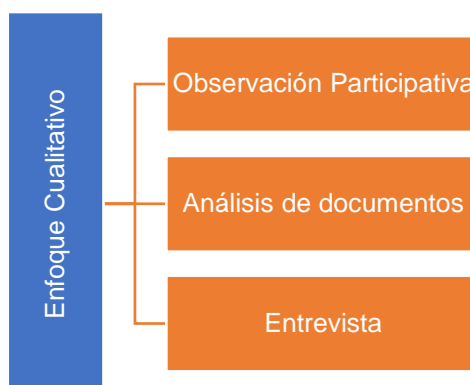 Enfoque Cualitativo
Observación Participativa
Análisis de documentos
Entrevista